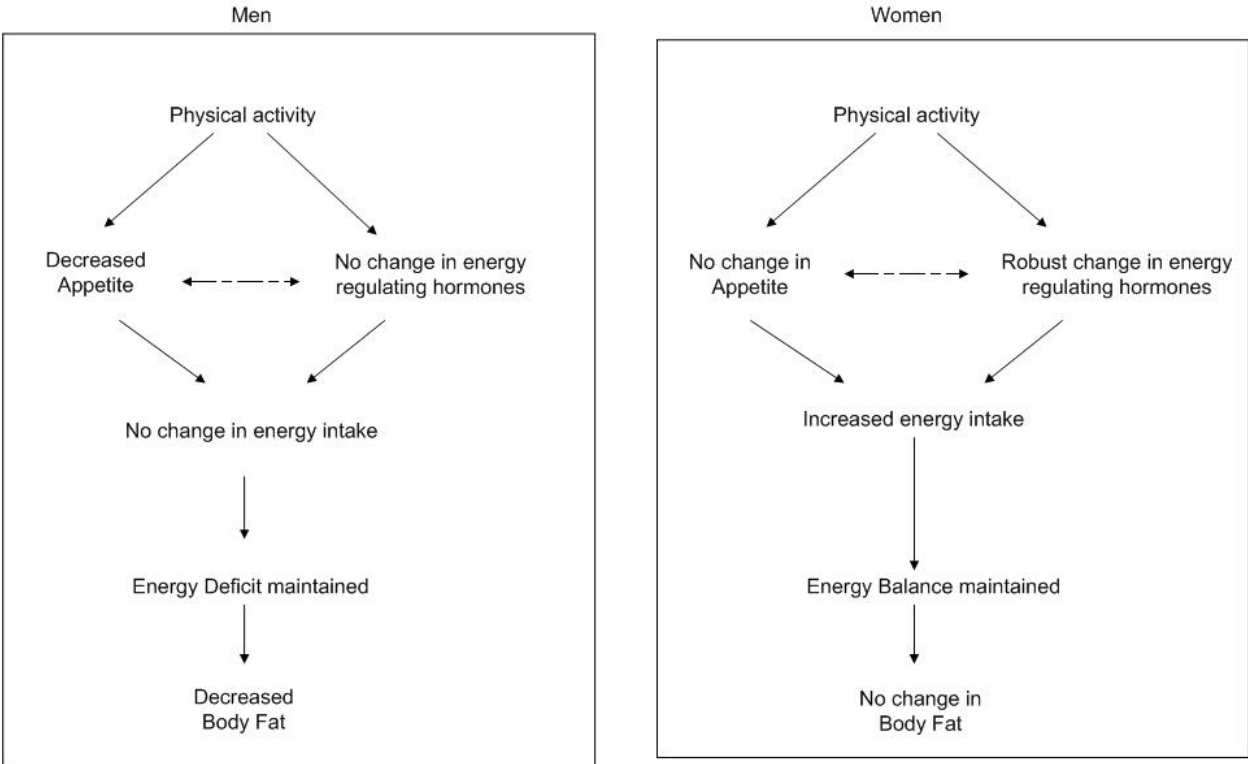 Men
Physical activity
Decreased
Appetite
No change in energy
regulating hormones
No change in energy intake
Energy Deficit maintained
Decreased
Body Fat
Women
Physical activity
No change in
Appetite
Robust change in energy
regulating hormones
Increased energy intake
Energy Balance maintained
No change in
Body Fat